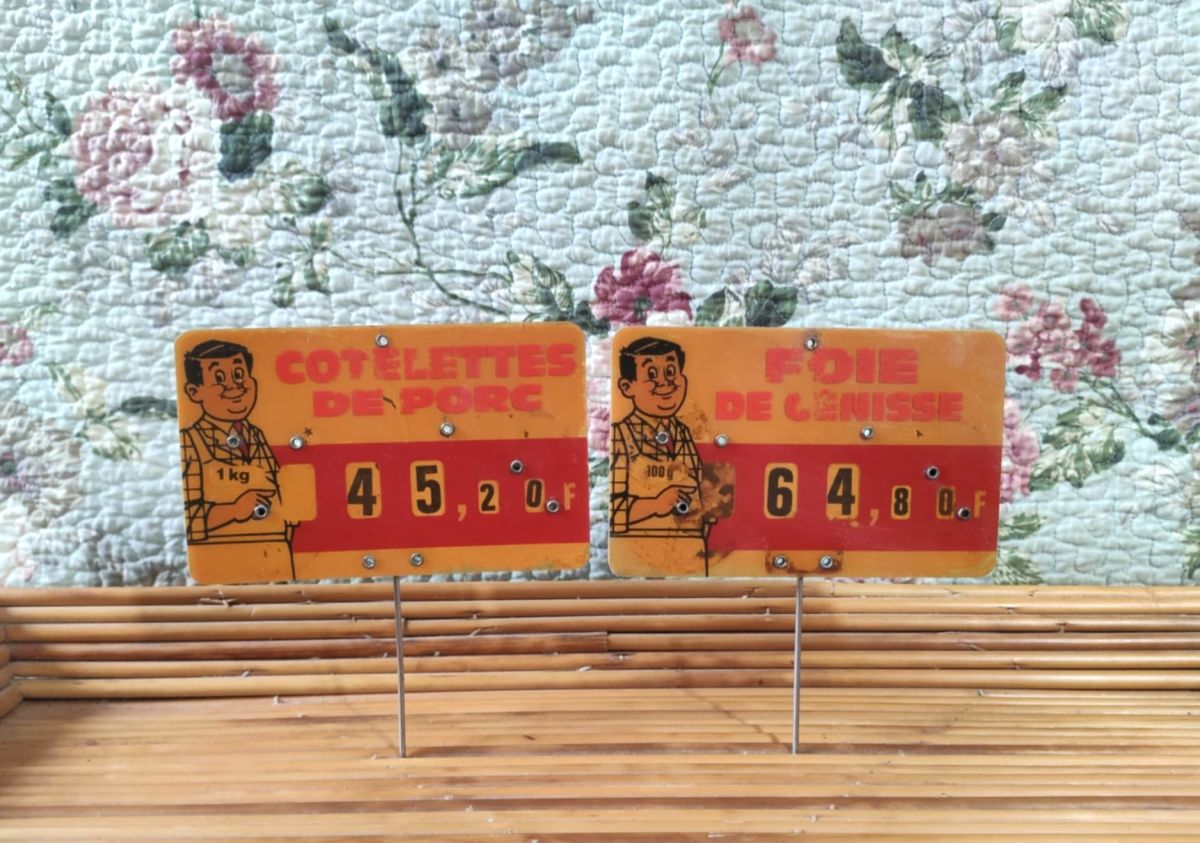 COTELETTES
DE PORC
1 kg
45,20 F
FOIE
DE GENISSE
100 g
64,80 F